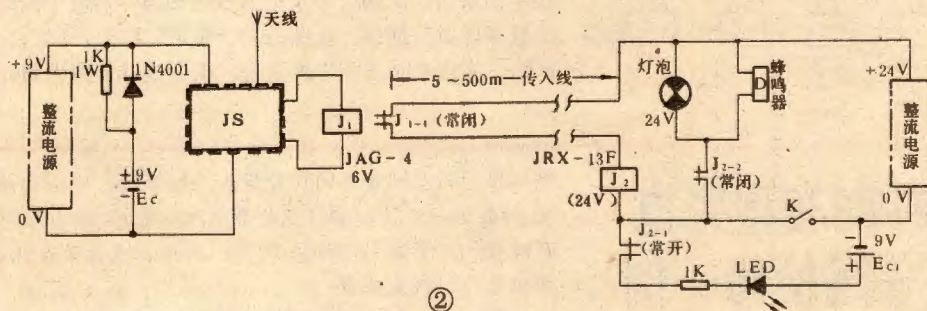 天线
+9V
1K
1W
1N4001
整流电源
JS
J₁
5~500m—传入线
J₁₋₁(常闭)
JAG-4
6V
+
9V
-
Ec
0V
灯泡
24V
D
蜂鸣器
+24V
整流电源
JRX-13F
J₂
(24V)
J₂₋₂
(常闭)
K
0V
J₂₋₁
(常开)
1K
LED
-
9V
+
Ec₁
②